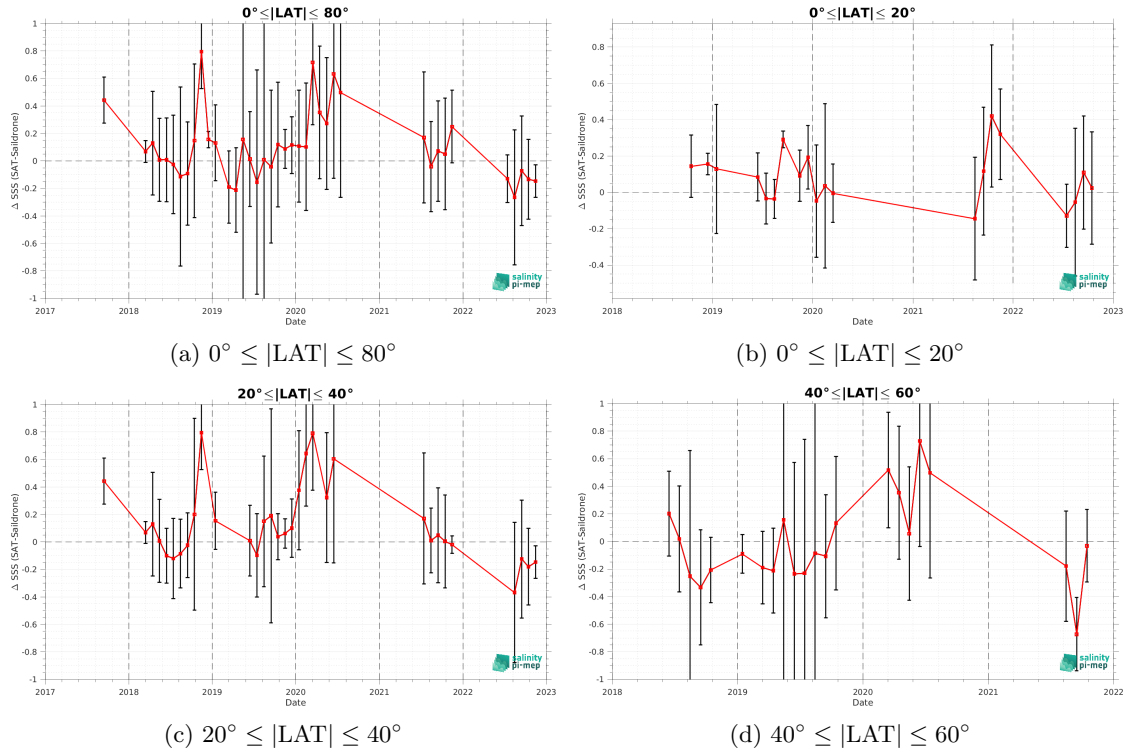 0°≤|LAT|≤ 80°
Δ SSS (SAT-Saildrone)
1
0.8
0.6
0.4
0.2
0
-0.2
-0.4
-0.6
-0.8
-1
2017 2018 2019 2020 2021 2022 2023
Date
salinity
pi-mep
(a) 0° ≤ |LAT| ≤ 80°
0°≤|LAT|≤ 20°
Δ SSS (SAT-Saildrone)
0.8
0.6
0.4
0.2
0
-0.2
-0.4
2018 2019 2020 2021 2022 2023
Date
salinity
pi-mep
(b) 0° ≤ |LAT| ≤ 20°
20°≤|LAT|≤ 40°
Δ SSS (SAT-Saildrone)
1
0.8
0.6
0.4
0.2
0
-0.2
-0.4
-0.6
-0.8
-1
2017 2018 2019 2020 2021 2022 2023
Date
salinity
pi-mep
(c) 20° ≤ |LAT| ≤ 40°
40°≤|LAT|≤ 60°
Δ SSS (SAT-Saildrone)
1
0.8
0.6
0.4
0.2
0
-0.2
-0.4
-0.6
-0.8
-1
2018 2019 2020 2021 2022
Date
salinity
pi-mep
(d) 40° ≤ |LAT| ≤ 60°